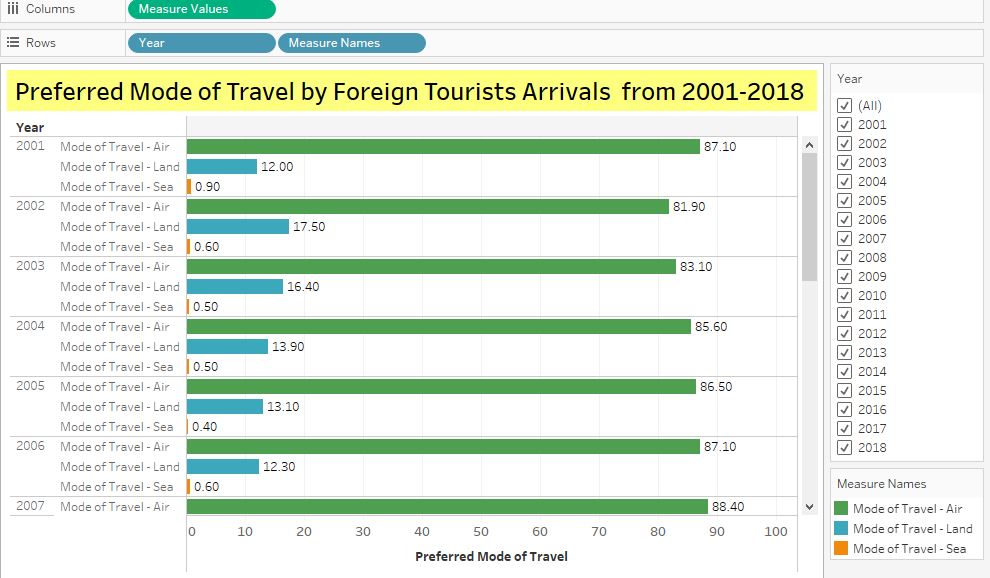 Columns
Measure Values
Rows
Year
Measure Names
Preferred Mode of Travel by Foreign Tourists Arrivals  from 2001-2018
Year
2001
Mode of Travel - Air
87.10
Mode of Travel - Land
12.00
Mode of Travel - Sea
0.90
2002
Mode of Travel - Air
81.90
Mode of Travel - Land
17.50
Mode of Travel - Sea
0.60
2003
Mode of Travel - Air
83.10
Mode of Travel - Land
16.40
Mode of Travel - Sea
0.50
2004
Mode of Travel - Air
85.60
Mode of Travel - Land
13.90
Mode of Travel - Sea
0.50
2005
Mode of Travel - Air
86.50
Mode of Travel - Land
13.10
Mode of Travel - Sea
0.40
2006
Mode of Travel - Air
87.10
Mode of Travel - Land
12.30
Mode of Travel - Sea
0.60
2007
Mode of Travel - Air
88.40
0 10 20 30 40 50 60 70 80 90 100
Preferred Mode of Travel
Year
(All)
2001
2002
2003
2004
2005
2006
2007
2008
2009
2010
2011
2012
2013
2014
2015
2016
2017
2018
Measure Names
Mode of Travel - Air
Mode of Travel - Land
Mode of Travel - Sea